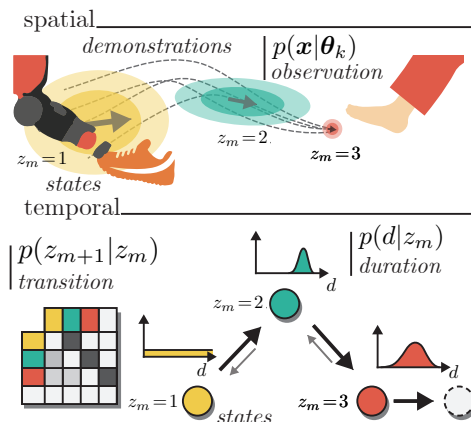 spatial
demonstrations
p(x|θₖ)
observation
zₘ=1
zₘ=2.
zₘ=3
states
temporal
p(zₘ₊₁|zₘ)
transition
p(d|zₘ)
duration
d
zₘ=2.
d
d
zₘ=1
states
zₘ=3